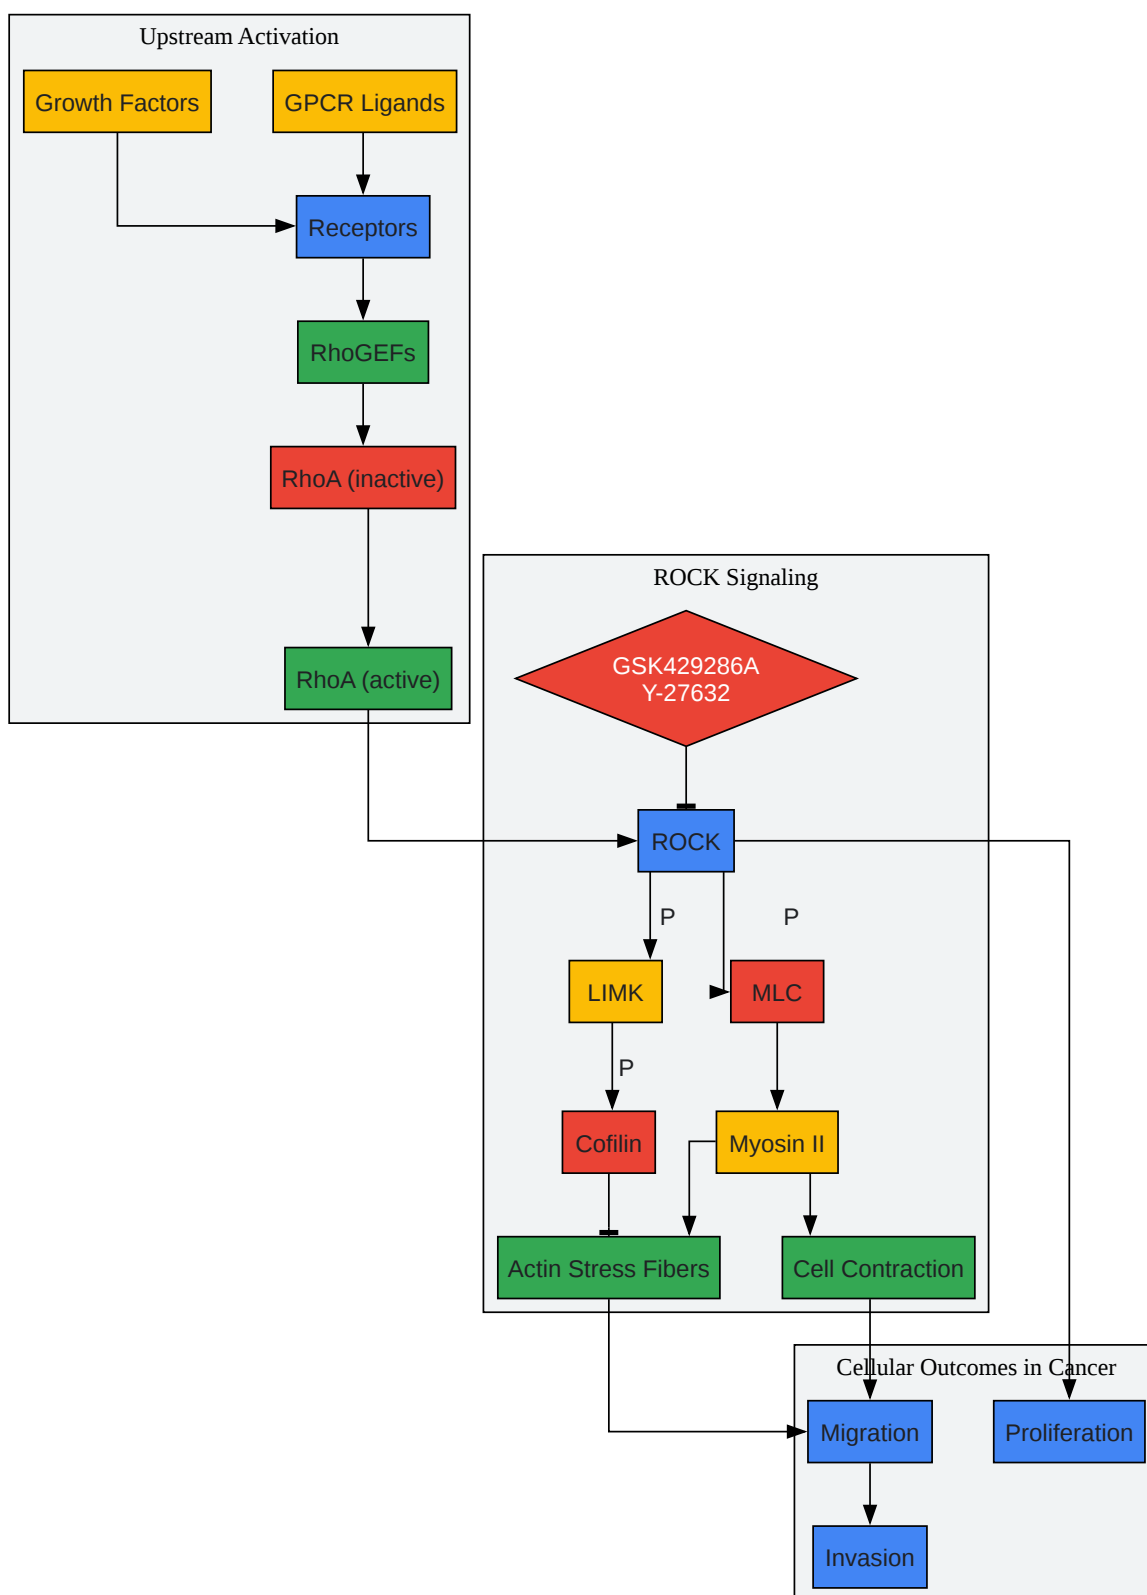 Upstream Activation
Growth Factors
GPCR Ligands
Receptors
RhoGEFs
RhoA (inactive)
RhoA (active)
ROCK Signaling
GSK429286A
Y-27632
ROCK
P
P
LIMK
MLC
P
Cofilin
Myosin II
Actin Stress Fibers
Cell Contraction
Cellular Outcomes in Cancer
Migration
Proliferation
Invasion